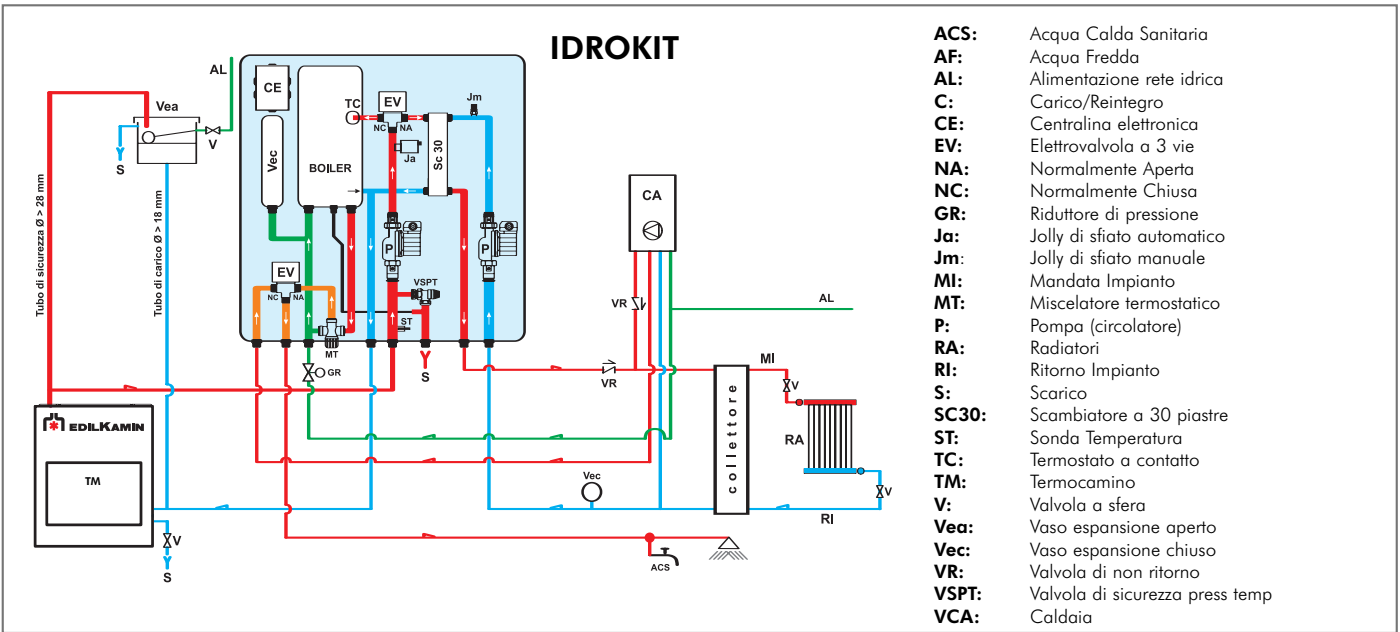 IDROKIT
AL
Vea
V
S
Tubo di sicurezza Ø > 28 mm
Tubo di carico Ø > 18 mm
CE
Vec
BOILER
TC
EV
NC
NA
Ja
Sc 30
Jm
P
P
EV
NC
NA
VSPT
ST
MT
GR
S
CA
VR
AL
VR
MI
V
RA
V
RI
collettore
Vec
ACS
EDILKAMIN
TM
V
S
ACS: Acqua Calda Sanitaria
AF: Acqua Fredda
AL: Alimentazione rete idrica
C: Carico/Reintegro
CE: Centralina elettronica
EV: Elettrovalvola a 3 vie
NA: Normalmente Aperta
NC: Normalmente Chiusa
GR: Riduttore di pressione
Ja: Jolly di sfiato automatico
Jm: Jolly di sfiato manuale
MI: Mandata Impianto
MT: Miscelatore termostatico
P: Pompa (circolatore)
RA: Radiatori
RI: Ritorno Impianto
S: Scarico
SC30: Scambiatore a 30 piastre
ST: Sonda Temperatura
TC: Termostato a contatto
TM: Termocamino
V: Valvola a sfera
Vea: Vaso espansione aperto
Vec: Vaso espansione chiuso
VR: Valvola di non ritorno
VSPT: Valvola di sicurezza press temp
VCA: Caldaia